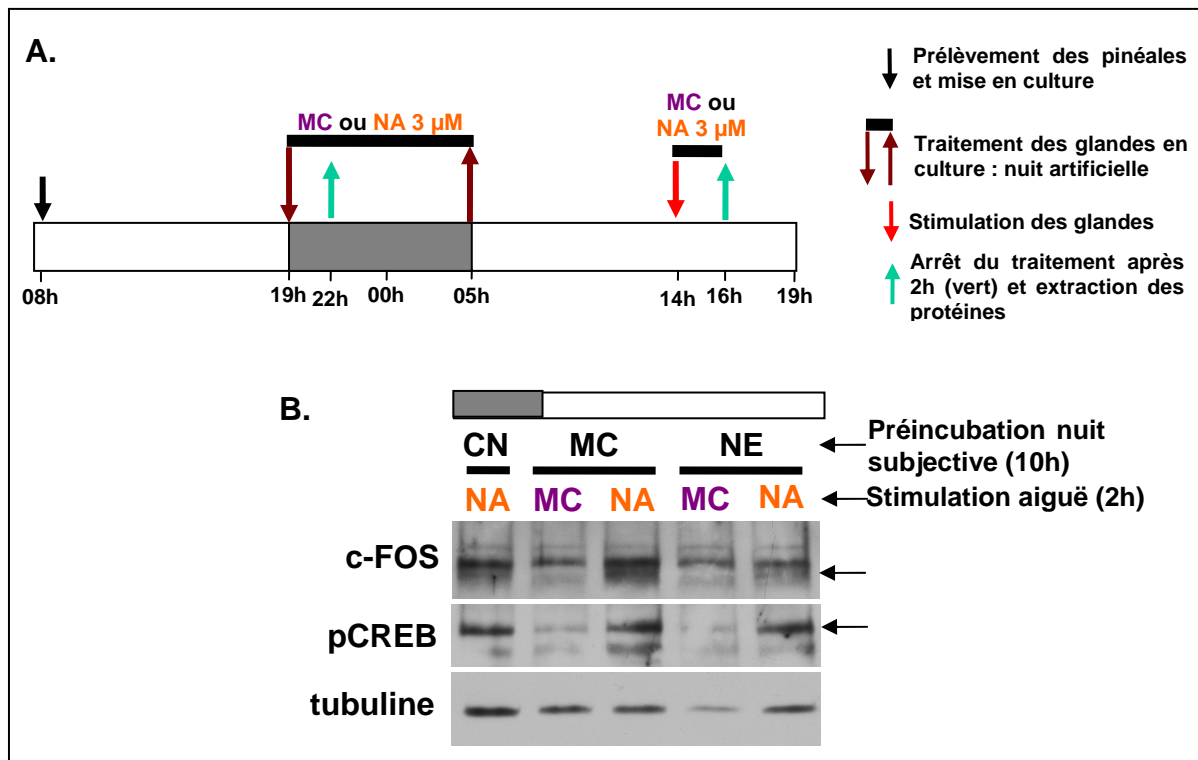 A.
MC ou NA 3 µM
MC ou
NA 3 µM
08h
19h
22h
00h
05h
14h
16h
19h
Prélèvement des pinéales
et mise en culture
Traitement des glandes en
culture : nuit artificielle
Stimulation des glandes
Arrêt du traitement après
2h (vert) et extraction des
protéines
B.
CN MC NE
Préincubation nuit
subjective (10h)
NA MC NA MC NA
Stimulation aiguë (2h)
c-FOS
pCREB
tubuline